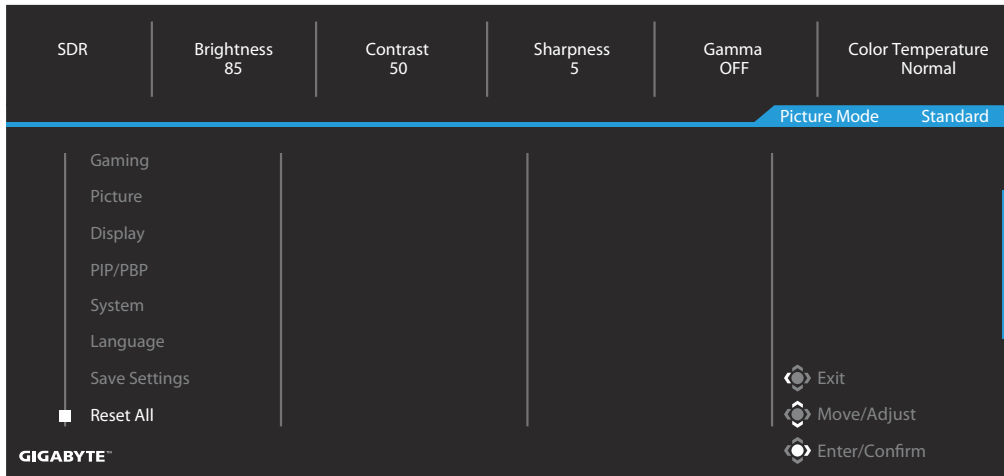 SDR
Brightness
85
Contrast
50
Sharpness
5
Gamma
OFF
Color Temperature
Normal
Picture Mode Standard
Gaming
Picture
Display
PIP/PBP
System
Language
Save Settings
Reset All
Exit
Move/Adjust
Enter/Confirm
GIGABYTE™